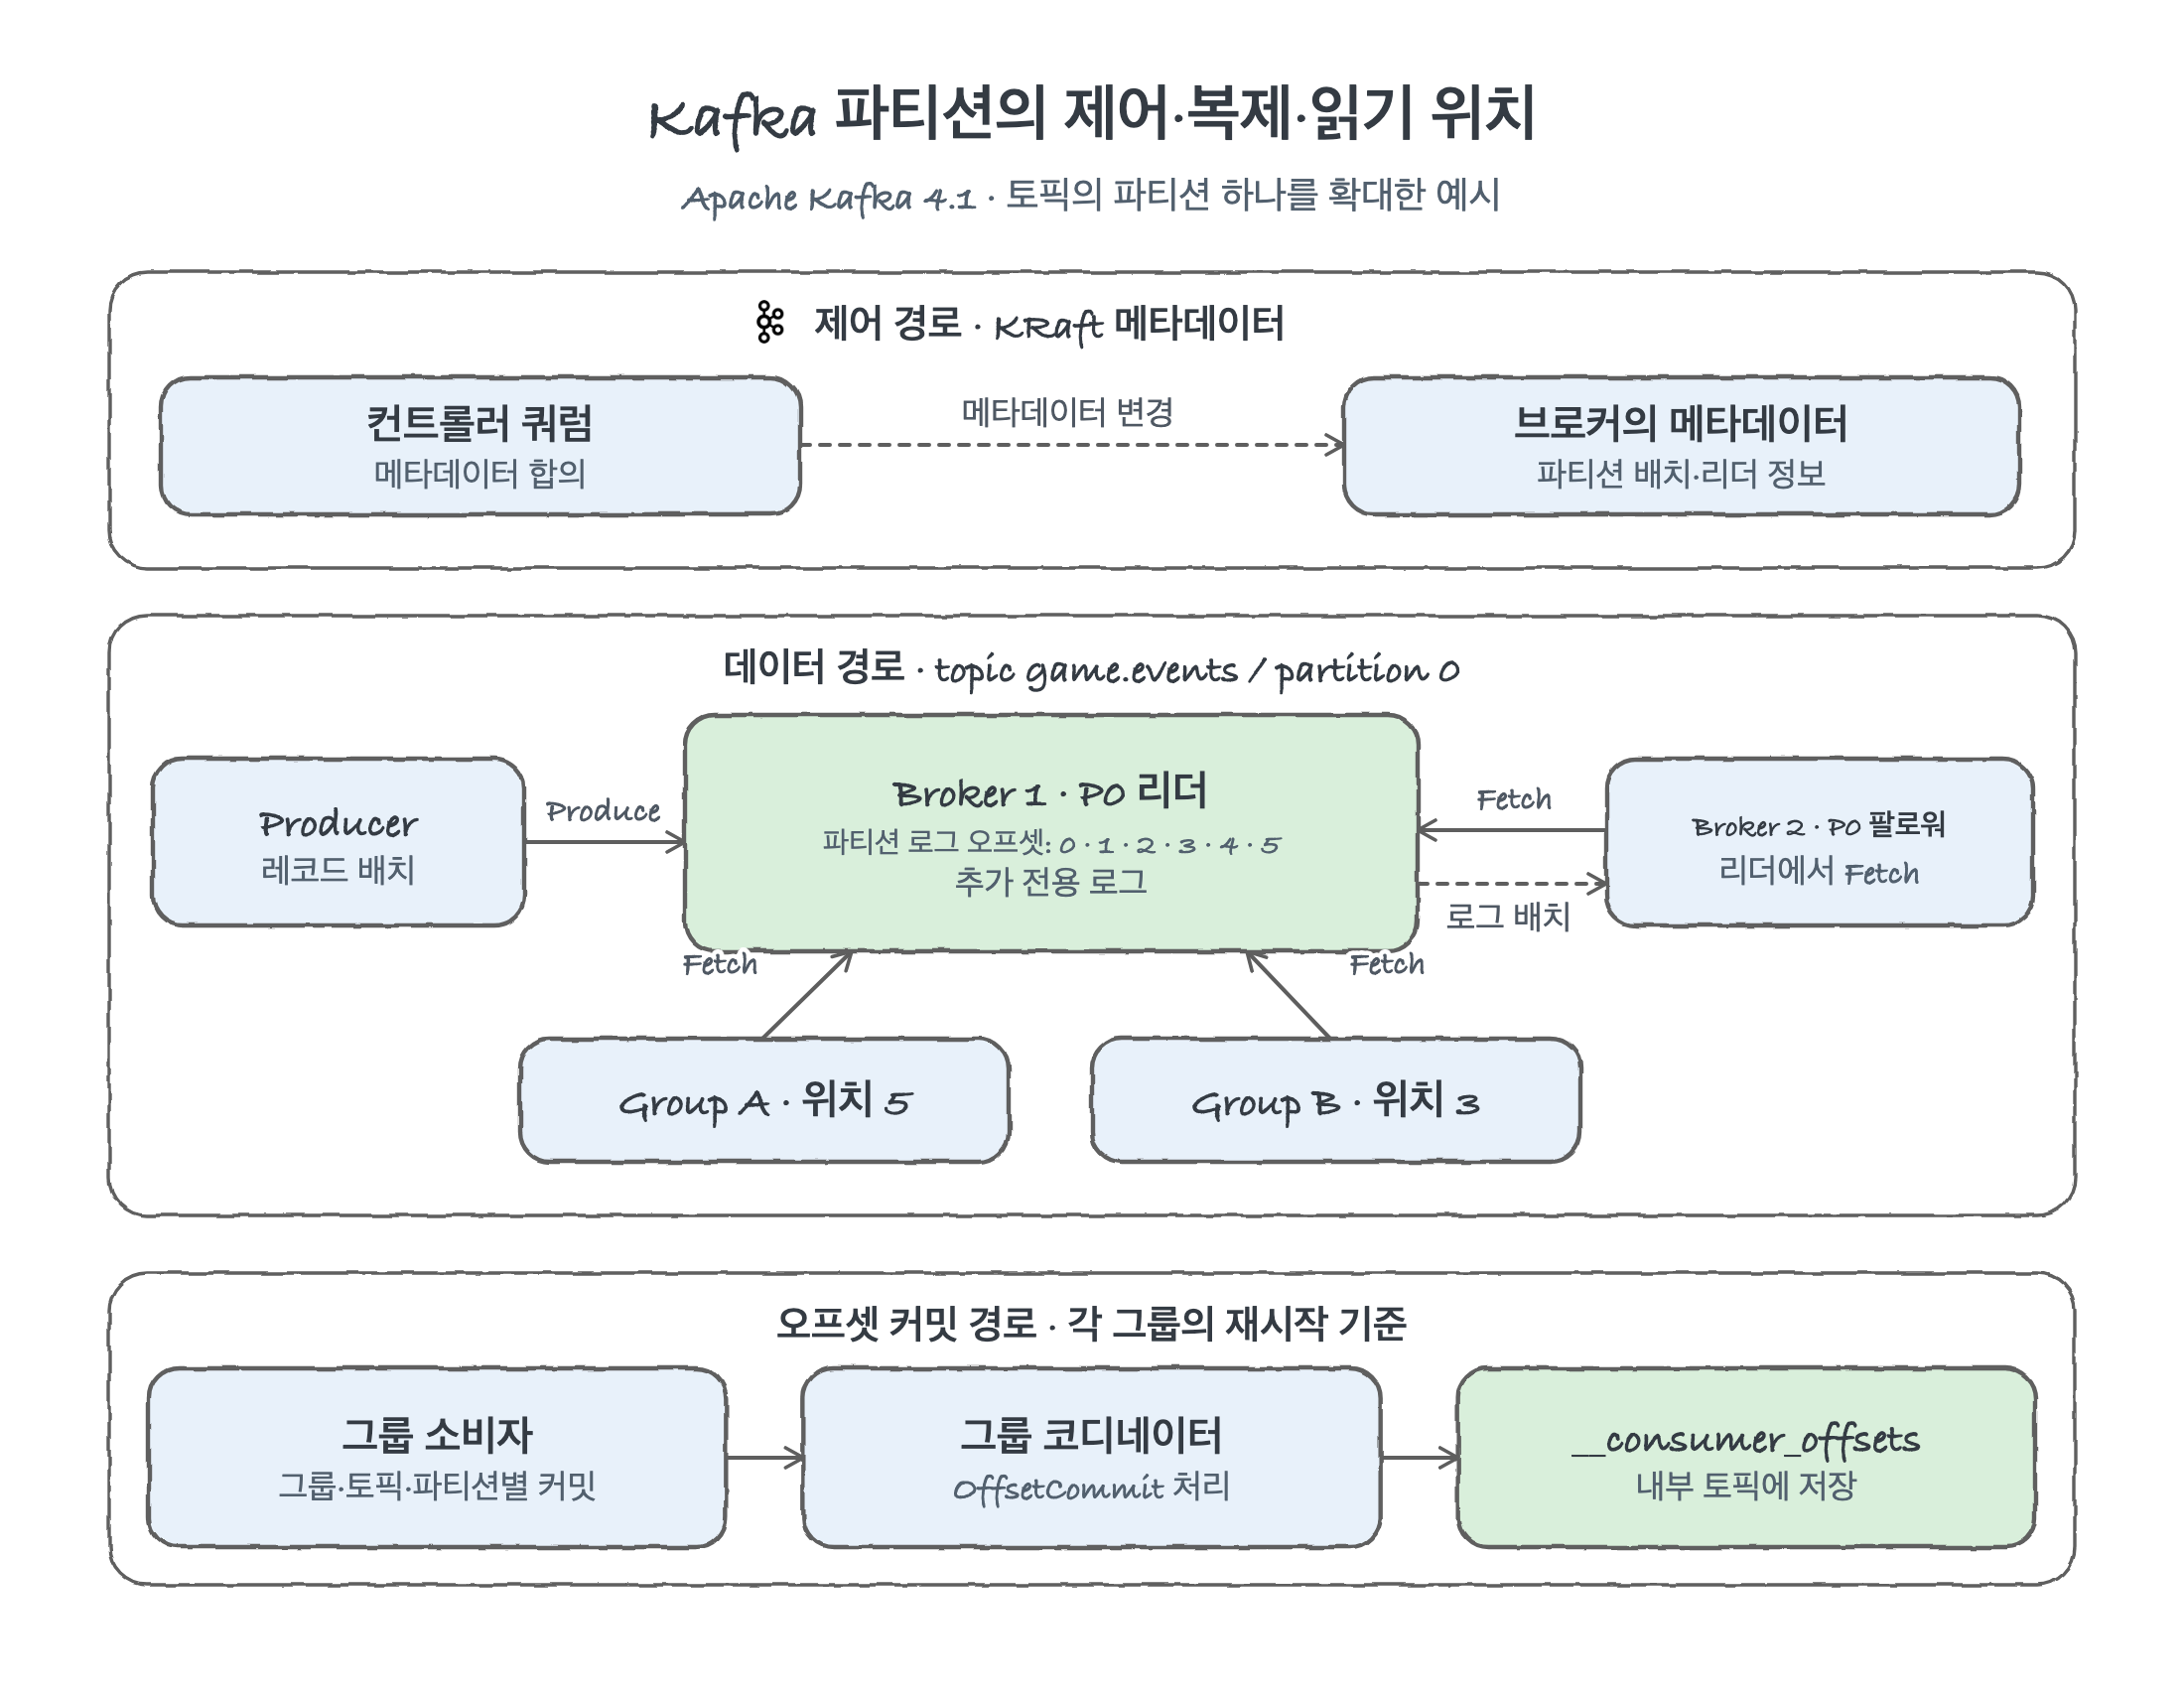 Kafka 파티션의 제어·복제·읽기 위치
Apache Kafka 4.1 · 토픽의 파티션 하나를 확대한 예시
제어 경로 · KRaft 메타데이터
컨트롤러 쿼럼
메타데이터 합의
메타데이터 변경
브로커의 메타데이터
파티션 배치·리더 정보
데이터 경로 · topic game.events / partition 0
Producer
레코드 배치
Produce
Broker 1 · P0 리더
파티션 로그 오프셋: 0 · 1 · 2 · 3 · 4 · 5
추가 전용 로그
Fetch
로그 배치
Broker 2 · P0 팔로워
리더에서 Fetch
Fetch
Fetch
Group A · 위치 5
Group B · 위치 3
오프셋 커밋 경로 · 각 그룹의 재시작 기준
그룹 소비자
그룹·토픽·파티션별 커밋
그룹 코디네이터
OffsetCommit 처리
__consumer_offsets
내부 토픽에 저장